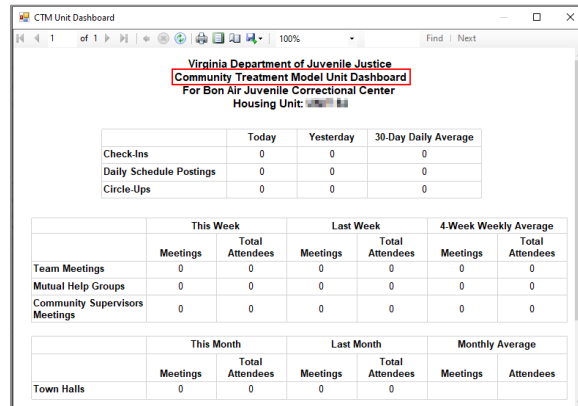 CTM Unit Dashboard
1 of 1 100% Find | Next
Virginia Department of Juvenile Justice
Community Treatment Model Unit Dashboard
For Bon Air Juvenile Correctional Center
Housing Unit:
Today Yesterday 30-Day Daily Average
Check-Ins 0 0 0
Daily Schedule Postings 0 0 0
Circle-Ups 0 0 0
This Week Last Week 4-Week Weekly Average
Meetings Total Attendees Meetings Total Attendees Meetings Total Attendees
Team Meetings 0 0 0 0 0 0
Mutual Help Groups 0 0 0 0 0 0
Community Supervisors Meetings 0 0 0 0 0 0
This Month Last Month Monthly Average
Meetings Total Attendees Meetings Total Attendees Meetings Attendees
Town Halls 0 0 0 0